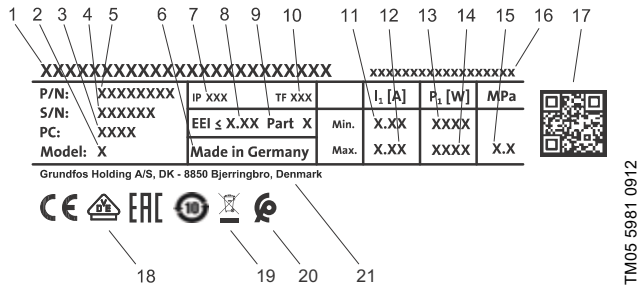 1 2 3 4 5 6 7 8 9 10 11 12 13 14 15 16 17
XXXXXXXXXXXXXXXXXXXXXXXX XXXXXXXXXXXXXXXXXX
P/N: XXXXXXXX IP XXX TF XXX I1 [A] P1 [W] MPa
S/N: XXXXXX EEI ≤ X.XX Part X Min. X.XX XXXX
PC: XXXX
Model: X Made in Germany Max. X.XX XXXX X.X
Grundfos Holding A/S, DK - 8850 Bjerringbro, Denmark
CE VDE EAC 10
18 19 20 21
TM05 5981 0912